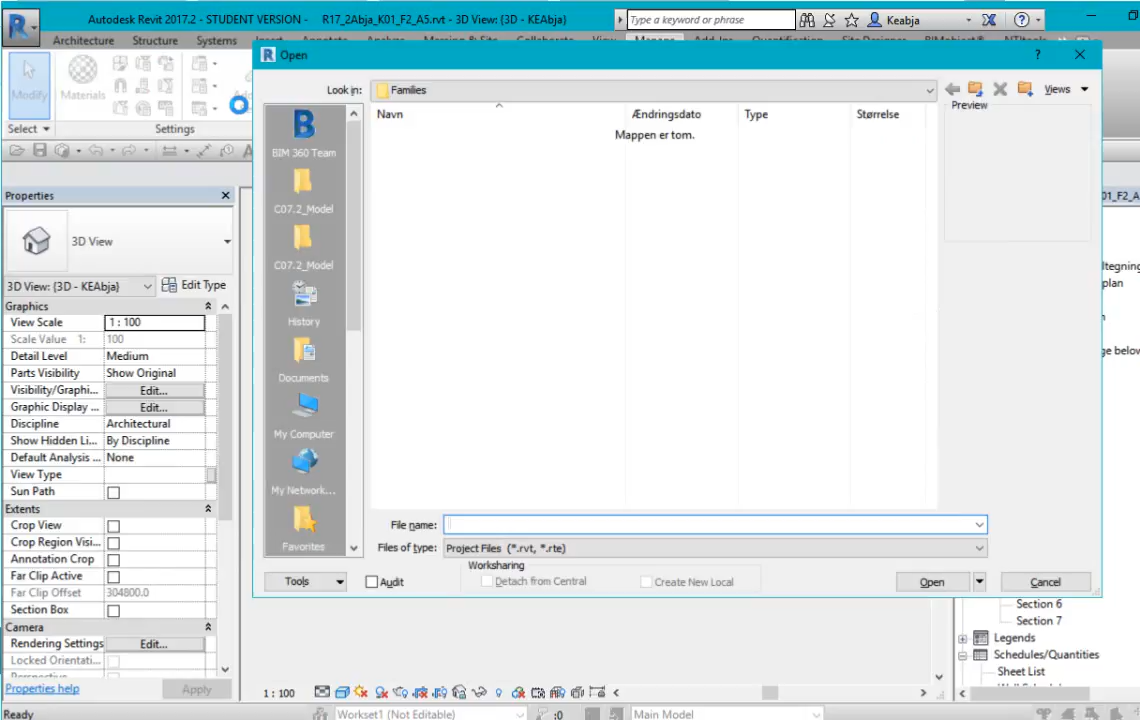 Autodesk Revit 2017.2 - STUDENT VERSION - R17_2Abja_K01_F2_A5.rvt - 3D View: {3D - KEAbja}
Type a keyword or phrase
Keabja
Architecture Structure Systems
Modify
Materials
Select
Settings
Open
Look in:
Families
Views
Navn
Ændringsdato
Type
Størrelse
Preview
Mappen er tom.
BIM 360 Team
C07.2_Model
C07.2_Model
History
Documents
My Computer
My Network...
Favorites
File name:
Files of type:
Project Files (*.rvt, *.rte)
Worksharing
Tools
Audit
Detach from Central
Create New Local
Open
Cancel
Properties
3D View
3D View: {3D - KEAbja}
Edit Type
Graphics
View Scale 1 : 100
Scale Value 1: 100
Detail Level Medium
Parts Visibility Show Original
Visibility/Graphi... Edit...
Graphic Display ... Edit...
Discipline Architectural
Show Hidden Li... By Discipline
Default Analysis ... None
View Type
Sun Path
Extents
Crop View
Crop Region Visi...
Annotation Crop
Far Clip Active
Far Clip Offset 304800.0
Section Box
Camera
Rendering Settings Edit...
Locked Orientati...
Properties help
Apply
1 : 100
Ready
Workset1 (Not Editable)
:0
Main Model
01_F2_A
ltegning
plan
ge below
Section 6
Section 7
Legends
Schedules/Quantities
Sheet List